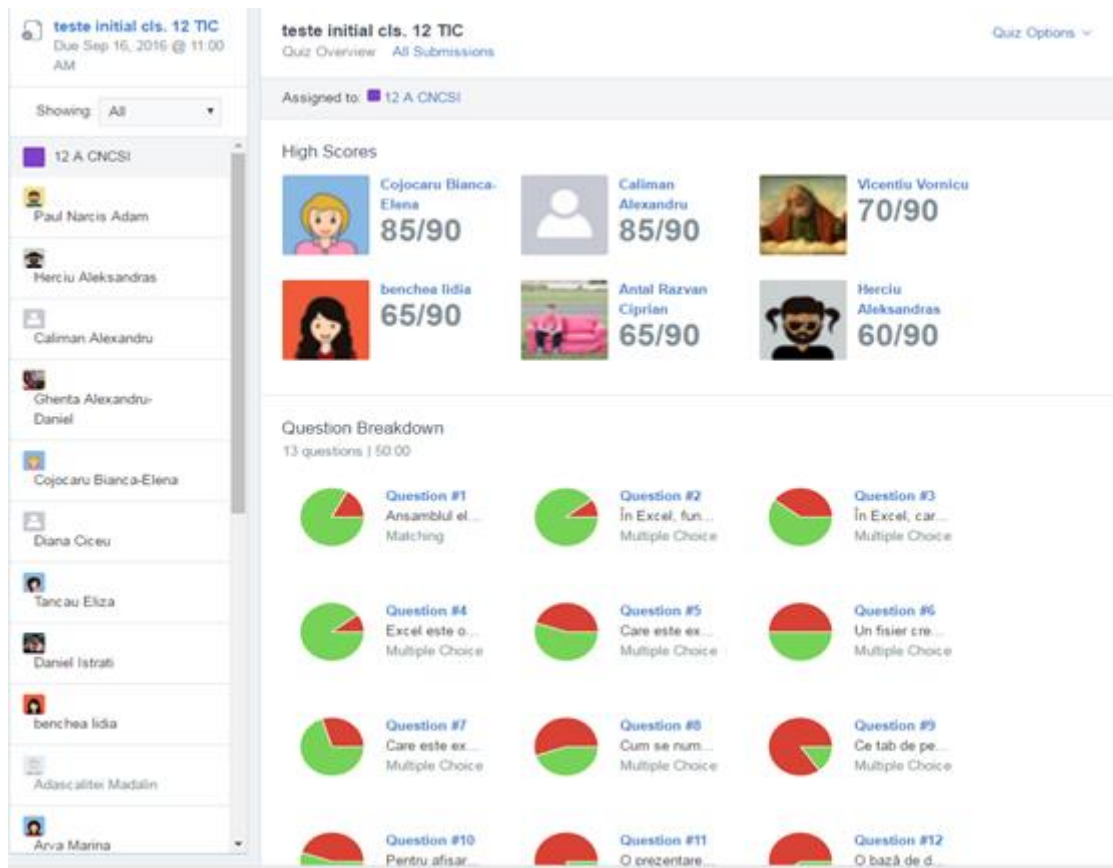 teste initial cls. 12 TIC
Due Sep 16, 2016 @ 11:00
AM
Showing: All
12 A CNCSI
Paul Narcis Adam
Herciu Aleksandras
Caliman Alexandru
Ghenta Alexandru-
Daniel
Cojocaru Bianca-Elena
Diana Ciceu
Tancau Eliza
Daniel Istrati
benchea lidia
Adascalitei Madalin
Arva Marina
teste initial cls. 12 TIC
Quiz Overview All Submissions
Quiz Options
Assigned to: 12 A CNCSI
High Scores
Cojocaru Bianca-
Elena
85/90
Caliman
Alexandru
85/90
Vicentiu Vornicu
70/90
benchea lidia
65/90
Antal Razvan
Ciprian
65/90
Herciu
Aleksandras
60/90
Question Breakdown
13 questions | 50:00
Question #1
Ansamblul el...
Matching
Question #2
În Excel, fun...
Multiple Choice
Question #3
În Excel, car...
Multiple Choice
Question #4
Excel este o...
Multiple Choice
Question #5
Care este ex...
Multiple Choice
Question #6
Un fisier cre...
Multiple Choice
Question #7
Care este ex...
Multiple Choice
Question #8
Cum se num...
Multiple Choice
Question #9
Ce tab de pe...
Multiple Choice
Question #10
Pentru afisar...
Question #11
O prezentare...
Question #12
O bază de d...